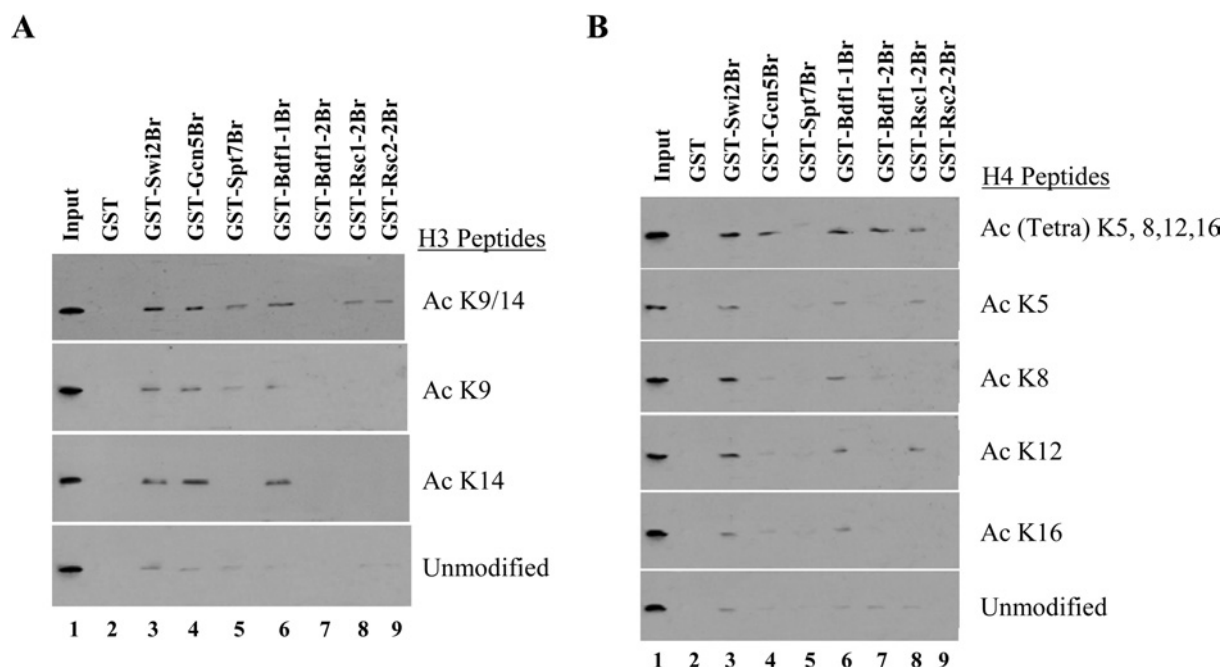 A
Input
GST
GST-Swi2Br
GST-Gcn5Br
GST-Spt7Br
GST-Bdf1-1Br
GST-Bdf1-2Br
GST-Rsc1-2Br
GST-Rsc2-2Br
H3 Peptides
Ac K9/14
Ac K9
Ac K14
Unmodified
1 2 3 4 5 6 7 8 9
B
Input
GST
GST-Swi2Br
GST-Gcn5Br
GST-Spt7Br
GST-Bdf1-1Br
GST-Bdf1-2Br
GST-Rsc1-2Br
GST-Rsc2-2Br
H4 Peptides
Ac (Tetra) K5, 8,12,16
Ac K5
Ac K8
Ac K12
Ac K16
Unmodified
1 2 3 4 5 6 7 8 9